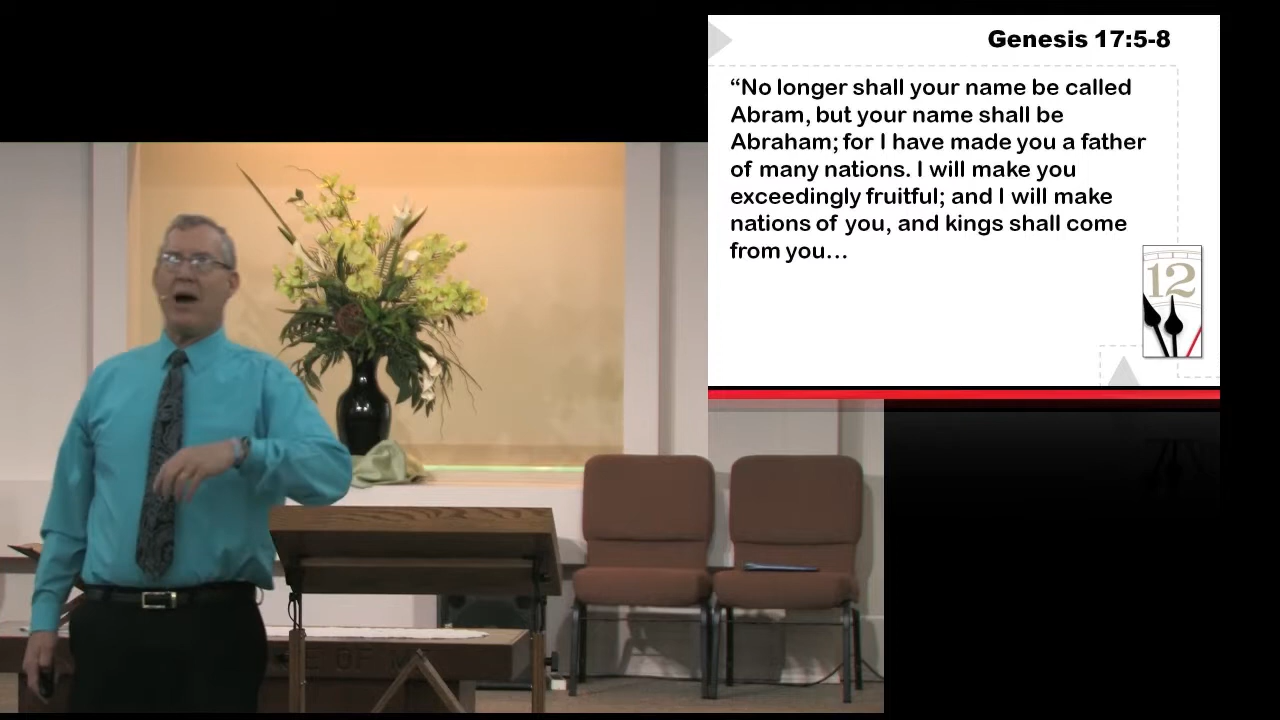 Genesis 17:5-8
“No longer shall your name be called
Abram, but your name shall be
Abraham; for I have made you a father
of many nations. I will make you
exceedingly fruitful; and I will make
nations of you, and kings shall come
from you…
12
E OF M